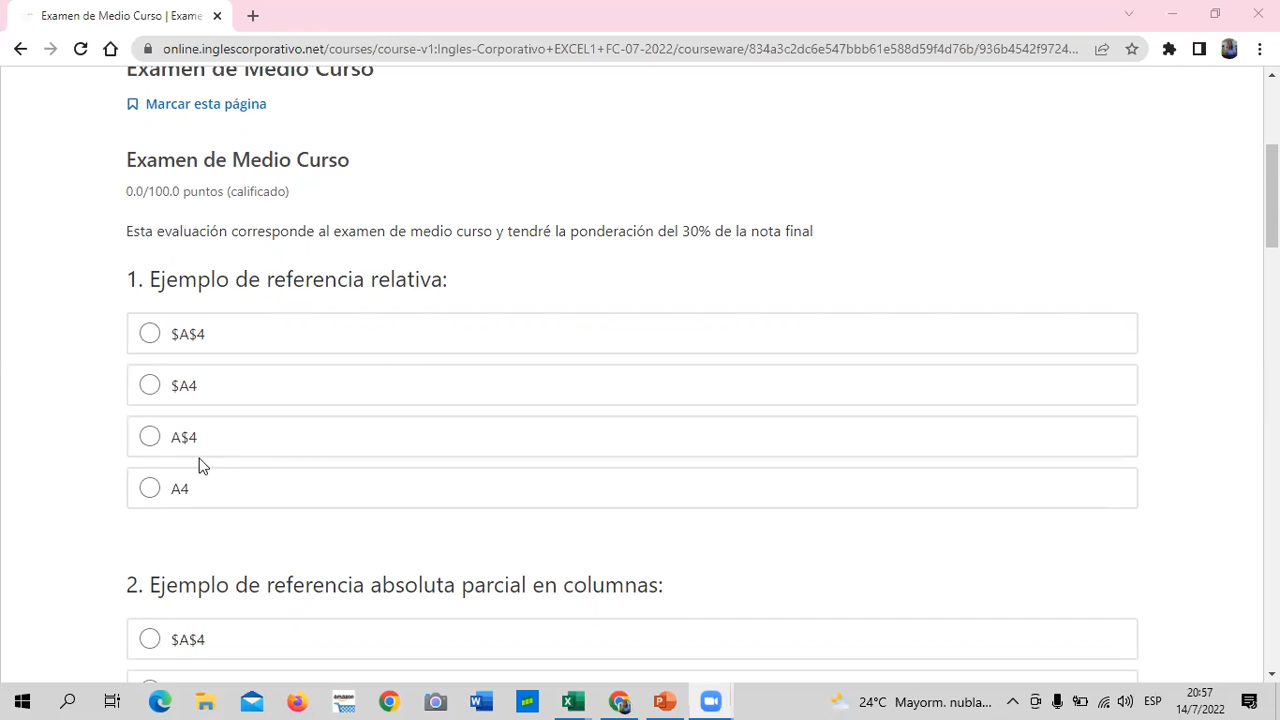 Examen de Medio Curso | Exame
online.inglescorporativo.net/courses/course-v1:Ingles-Corporativo+EXCEL1+FC-07-2022/courseware/334a3c2dc6e547bbb61e588d59f4d76b/936b4542f9724...
Examen de Medio Curso
Marcar esta página
Examen de Medio Curso
0.0/100.0 puntos (calificado)
Esta evaluación corresponde al examen de medio curso y tendré la ponderación del 30% de la nota final
1. Ejemplo de referencia relativa:
$A$4
$A4
A$4
A4
2. Ejemplo de referencia absoluta parcial en columnas:
$A$4
amazon
24°C Mayorm. nubla...
ESP
20:57
14/7/2022